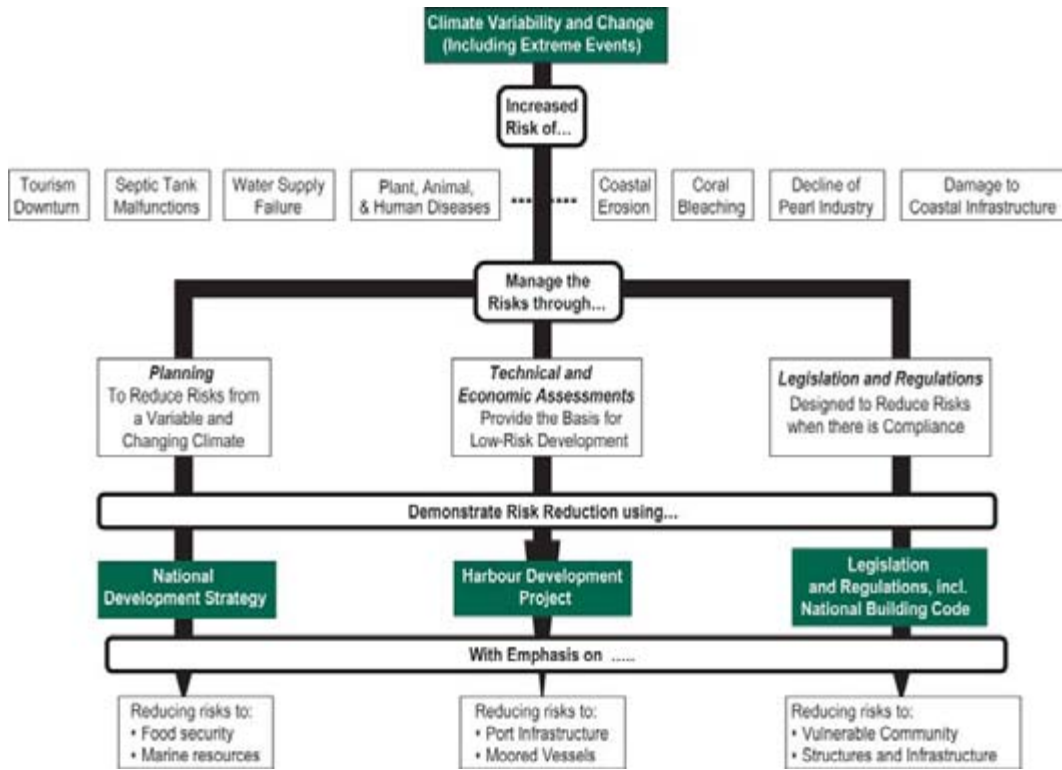 Climate Variability and Change
(Including Extreme Events)
Increased
Risk of...
Tourism
Downturn
Septic Tank
Malfunctions
Water Supply
Failure
Plant, Animal,
& Human Diseases
............
Coastal
Erosion
Coral
Bleaching
Decline of
Pearl Industry
Damage to
Coastal Infrastructure
Manage the
Risks through...
Planning
To Reduce Risks from
a Variable and
Changing Climate
Technical and
Economic Assessments
Provide the Basis for
Low-Risk Development
Legislation and Regulations
Designed to Reduce Risks
when there is Compliance
Demonstrate Risk Reduction using...
National
Development Strategy
Harbour Development
Project
Legislation
and Regulations, incl.
National Building Code
With Emphasis on .....
Reducing risks to:
• Food security
• Marine resources
Reducing risks to:
• Port Infrastructure
• Moored Vessels
Reducing risks to:
• Vulnerable Community
• Structures and Infrastructure